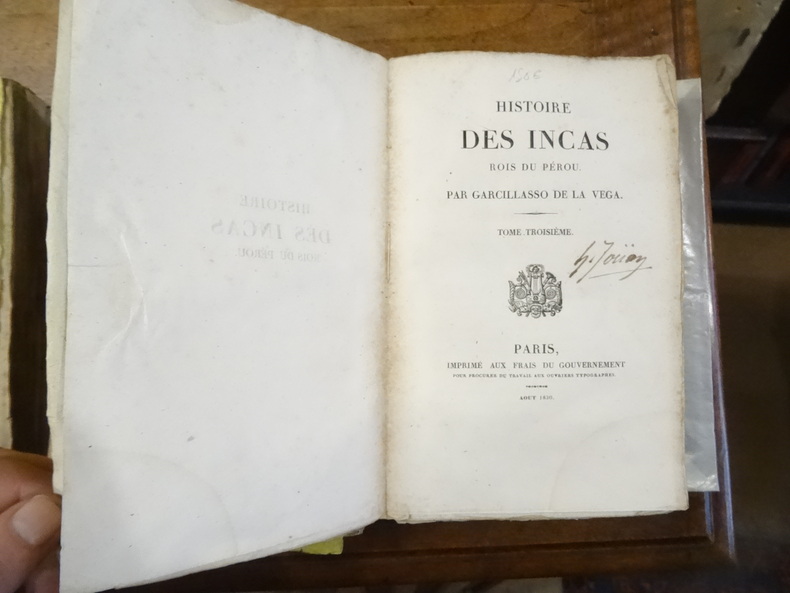 HISTOIRE
DES INCAS
ROIS DU PÉROU.
PAR GARCILLASSO DE LA VEGA.
TOME TROISIÈME.
PARIS,
IMPRIMÉ AUX FRAIS DU GOUVERNEMENT
POUR PROCURER DU TRAVAIL AUX OUVRIERS TYPOGRAPHES.
AOUT 1830.